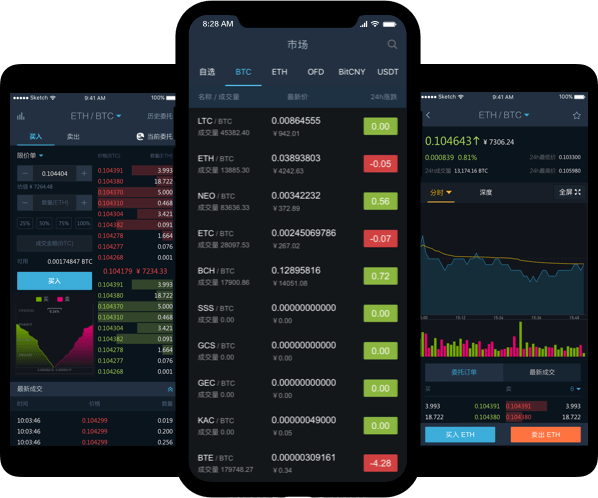 Sketch 9:41 AM 100%
ETH / BTC 历史委托
买入 卖出 当前委托
限价单 价格(BTC) 数量(ETH)
0.104404
价值 ¥ 7264.48
数量(ETH)
25% 50% 75% 100%
成交金额(BTC)
可用 0.00174847 BTC
买入
买 卖
0.104391 3.993
0.104380 18.722
0.104370 5.000
0.104310 0.468
0.104304 3.421
0.104382 0.091
0.104278 1.664
0.104277 0.076
0.104268 0.001
0.104179 ¥ 7234.33
0.104391 3.993
0.104380 18.722
0.104370 5.000
0.104310 0.468
0.104304 3.421
0.104382 0.091
0.104278 1.664
0.104277 0.076
0.104268 0.001
最新成交
时间 价格 数量
10:03:46 0.104299 0.019
10:03:46 0.104299 0.200
10:03:46 0.104299 0.256
8:28 AM
市场
自选 BTC ETH OFD BitCNY USDT
名称 / 成交量 最新价 24h涨跌
LTC / BTC 0.00864555 0.00
成交量 45382.40 ¥ 942.01
ETH / BTC 0.03893803 -0.05
成交量 13885.30 ¥ 4242.63
NEO / BTC 0.00342232 0.56
成交量 83636.33 ¥ 372.89
ETC / BTC 0.00245069786 -0.07
成交量 28097.53 ¥ 267.02
BCH / BTC 0.12895816 0.72
成交量 17900.86 ¥ 14051.08
SSS / BTC 0.00000000000 0.00
成交量 0.00 ¥ 0.00
GCS / BTC 0.00000000000 0.00
成交量 0.00 ¥ 0.00
GEC / BTC 0.00000000000 0.00
成交量 0.00 ¥ 0.00
KAC / BTC 0.00000049000 0.00
成交量 0.00 ¥ 0.05
BTE / BTC 0.00000309161 -4.28
成交量 179748.27 ¥ 0.34
Sketch 9:41 AM 100%
ETH / BTC
0.104643↑ ¥ 7306.24
0.000839 0.81% 24h最低价 0.103300
24h成交量 13,174.16 BTC 24h最高价 0.105980
分时 深度 全屏
委托订单 最新成交
买 卖 6
3.993 0.104391 0.104391 3.993
18.722 0.104380 0.104380 18.722
买入 ETH 卖出 ETH